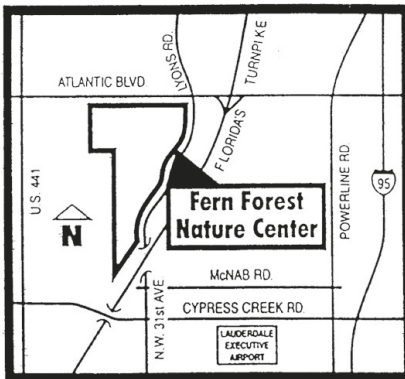 LYONS RD.
TURNPIKE
ATLANTIC BLVD
FLORIDA'S
U.S. 441
POWERLINE RD
95
Fern Forest
Nature Center
N
McNAB RD.
N.W. 31st AVE
CYPRESS CREEK RD.
LAUDERDALE
EXECUTIVE
AIRPORT